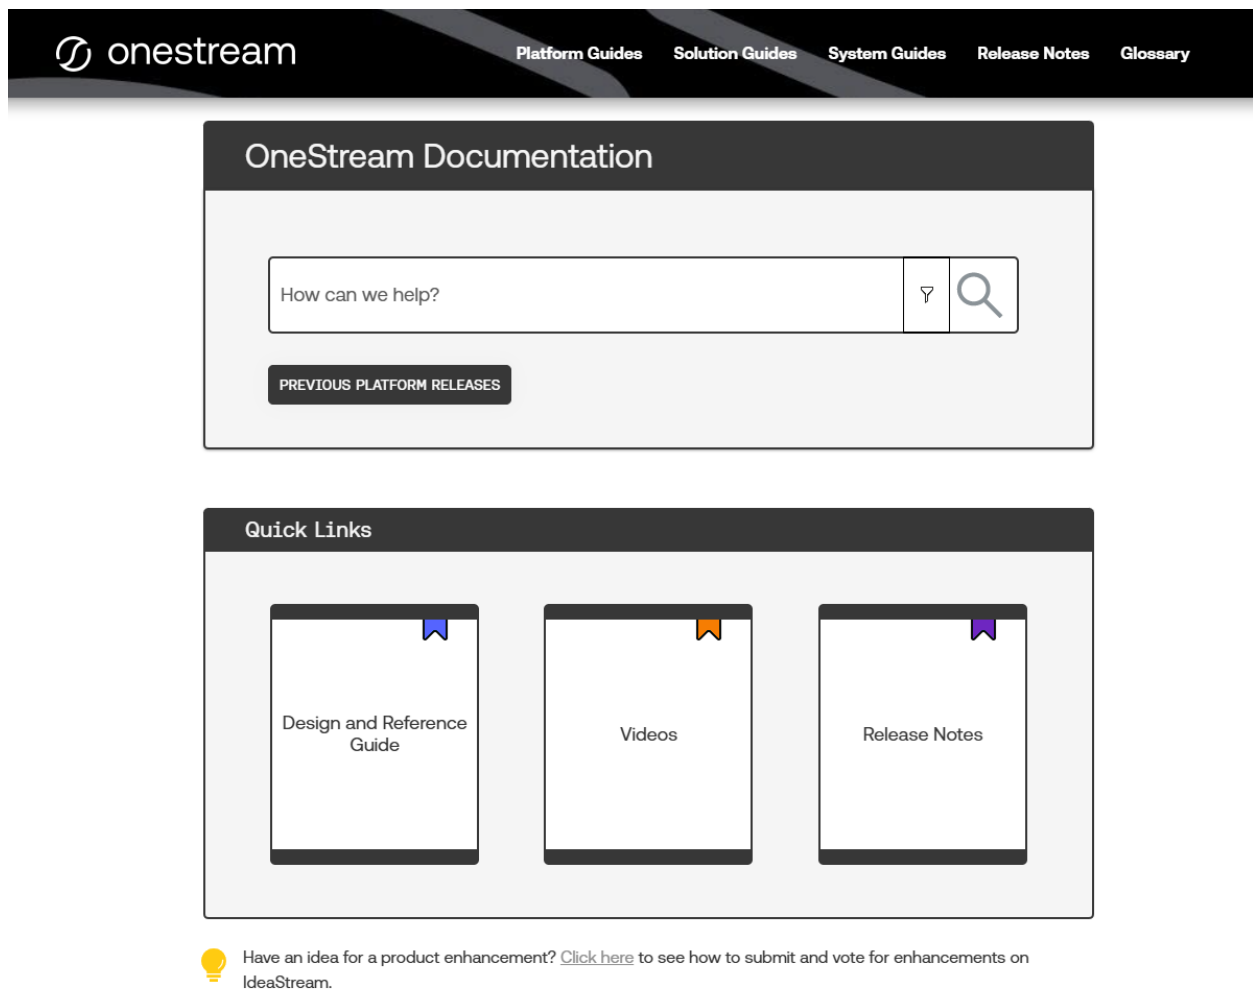 onestream
Platform Guides Solution Guides System Guides Release Notes Glossary
OneStream Documentation
How can we help?
PREVIOUS PLATFORM RELEASES
Quick Links
Design and Reference
Guide
Videos
Release Notes
Have an idea for a product enhancement? Click here to see how to submit and vote for enhancements on
IdeaStream.